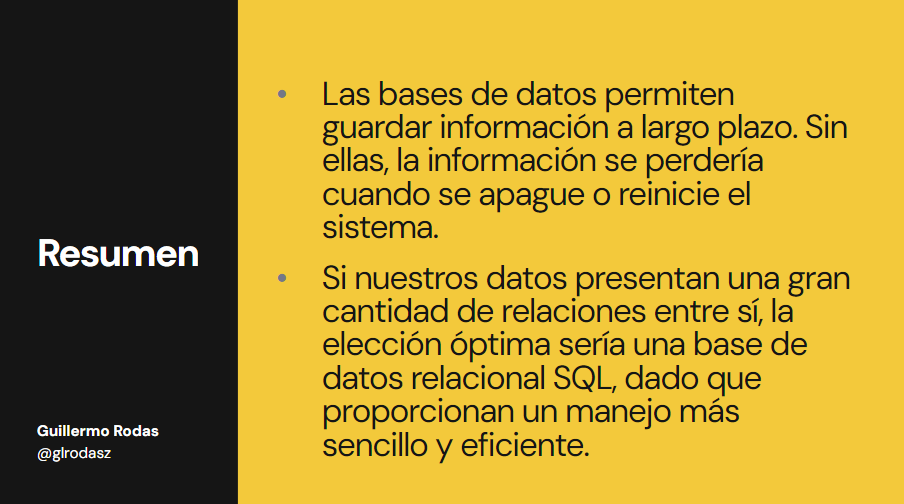 Resumen
Guillermo Rodas
@glrodasz
• Las bases de datos permiten
guardar información a largo plazo. Sin
ellas, la información se perdería
cuando se apague o reinicie el
sistema.
• Si nuestros datos presentan una gran
cantidad de relaciones entre sí, la
elección óptima sería una base de
datos relacional SQL, dado que
proporcionan un manejo más
sencillo y eficiente.